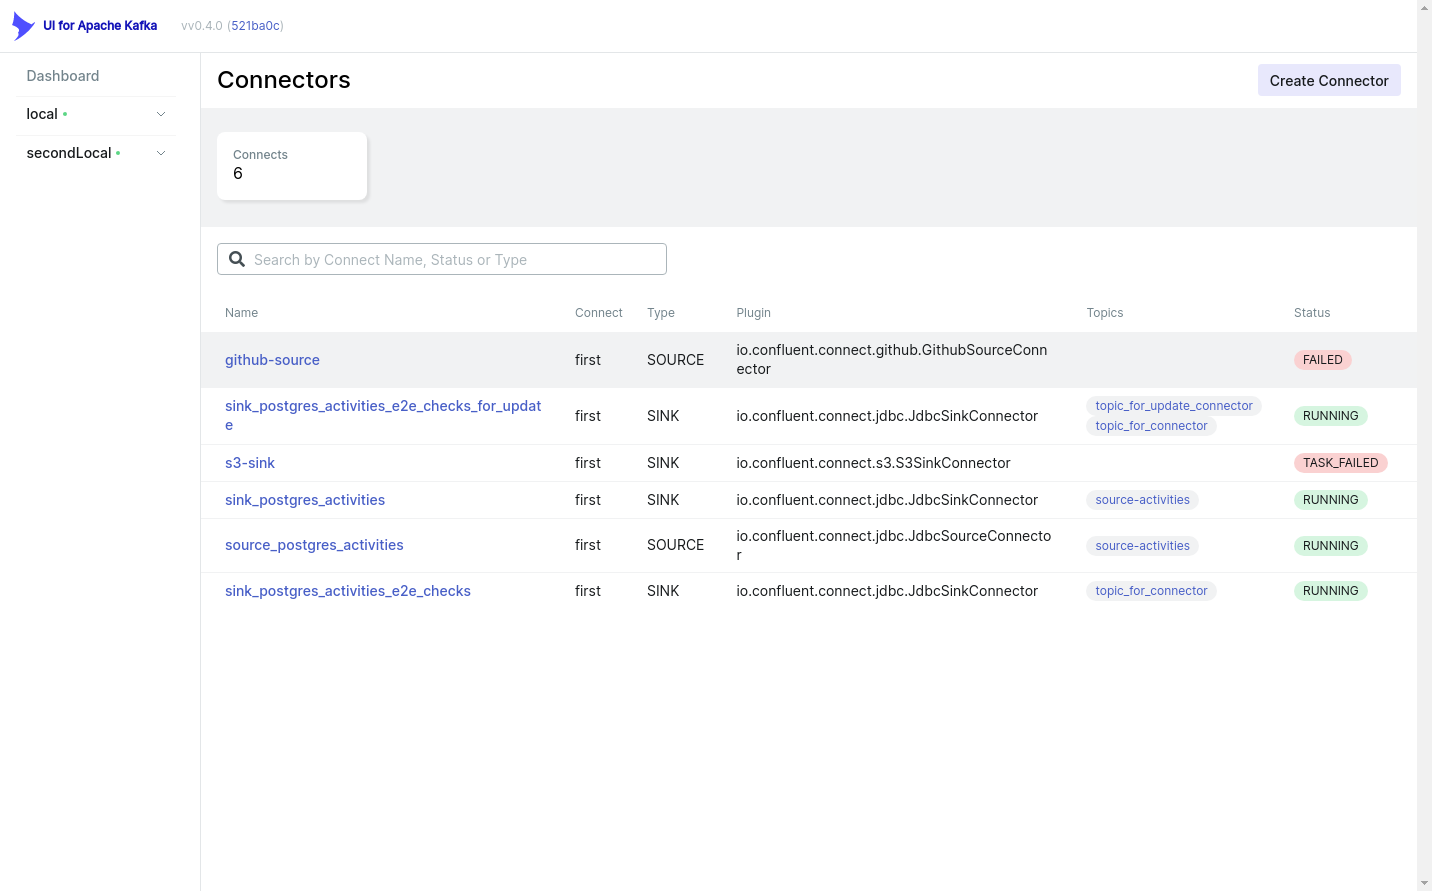 UI for Apache Kafka
vv0.4.0 (521ba0c)
Dashboard
local
secondLocal
Connectors
Create Connector
Connects
6
Search by Connect Name, Status or Type
Name Connect Type Plugin Topics Status
github-source first SOURCE io.confluent.connect.github.GithubSourceConn
ector FAILED
sink_postgres_activities_e2e_checks_for_updat
e first SINK io.confluent.connect.jdbc.JdbcSinkConnector topic_for_update_connector
topic_for_connector RUNNING
s3-sink first SINK io.confluent.connect.s3.S3SinkConnector TASK_FAILED
sink_postgres_activities first SINK io.confluent.connect.jdbc.JdbcSinkConnector source-activities RUNNING
source_postgres_activities first SOURCE io.confluent.connect.jdbc.JdbcSourceConnecto
r source-activities RUNNING
sink_postgres_activities_e2e_checks first SINK io.confluent.connect.jdbc.JdbcSinkConnector topic_for_connector RUNNING